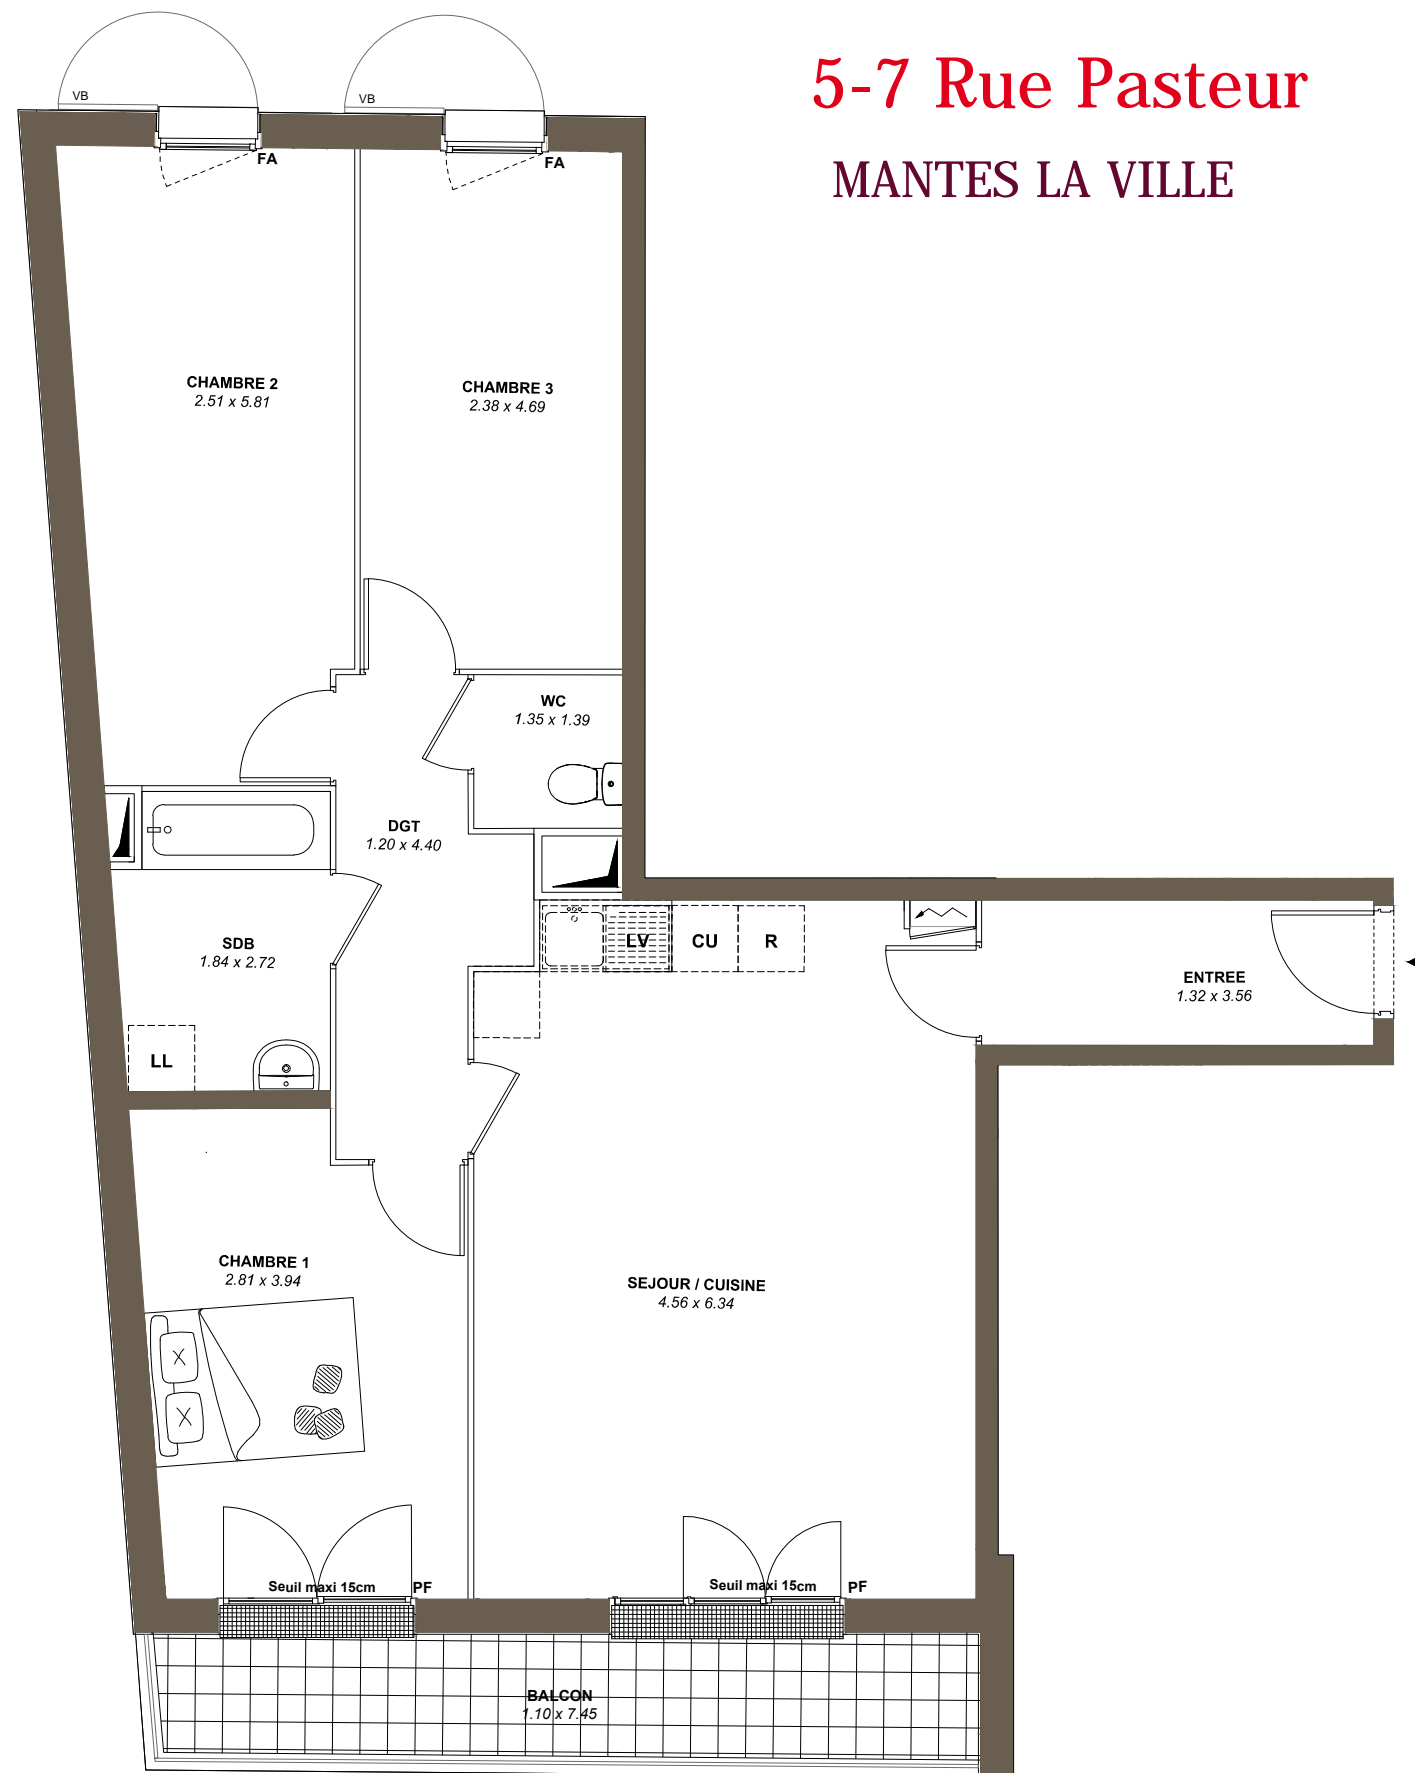 5-7 Rue Pasteur
MANTES LA VILLE
VB
VB
FA
FA
CHAMBRE 2
2.51 x 5.81
CHAMBRE 3
2.38 x 4.69
WC
1.35 x 1.39
DGT
1.20 x 4.40
SDB
1.84 x 2.72
LV
CU
R
ENTREE
1.32 x 3.56
LL
CHAMBRE 1
2.81 x 3.94
SEJOUR / CUISINE
4.56 x 6.34
Seuil maxi 15cm
PF
Seuil maxi 15cm
PF
BALCON
1.10 x 7.45